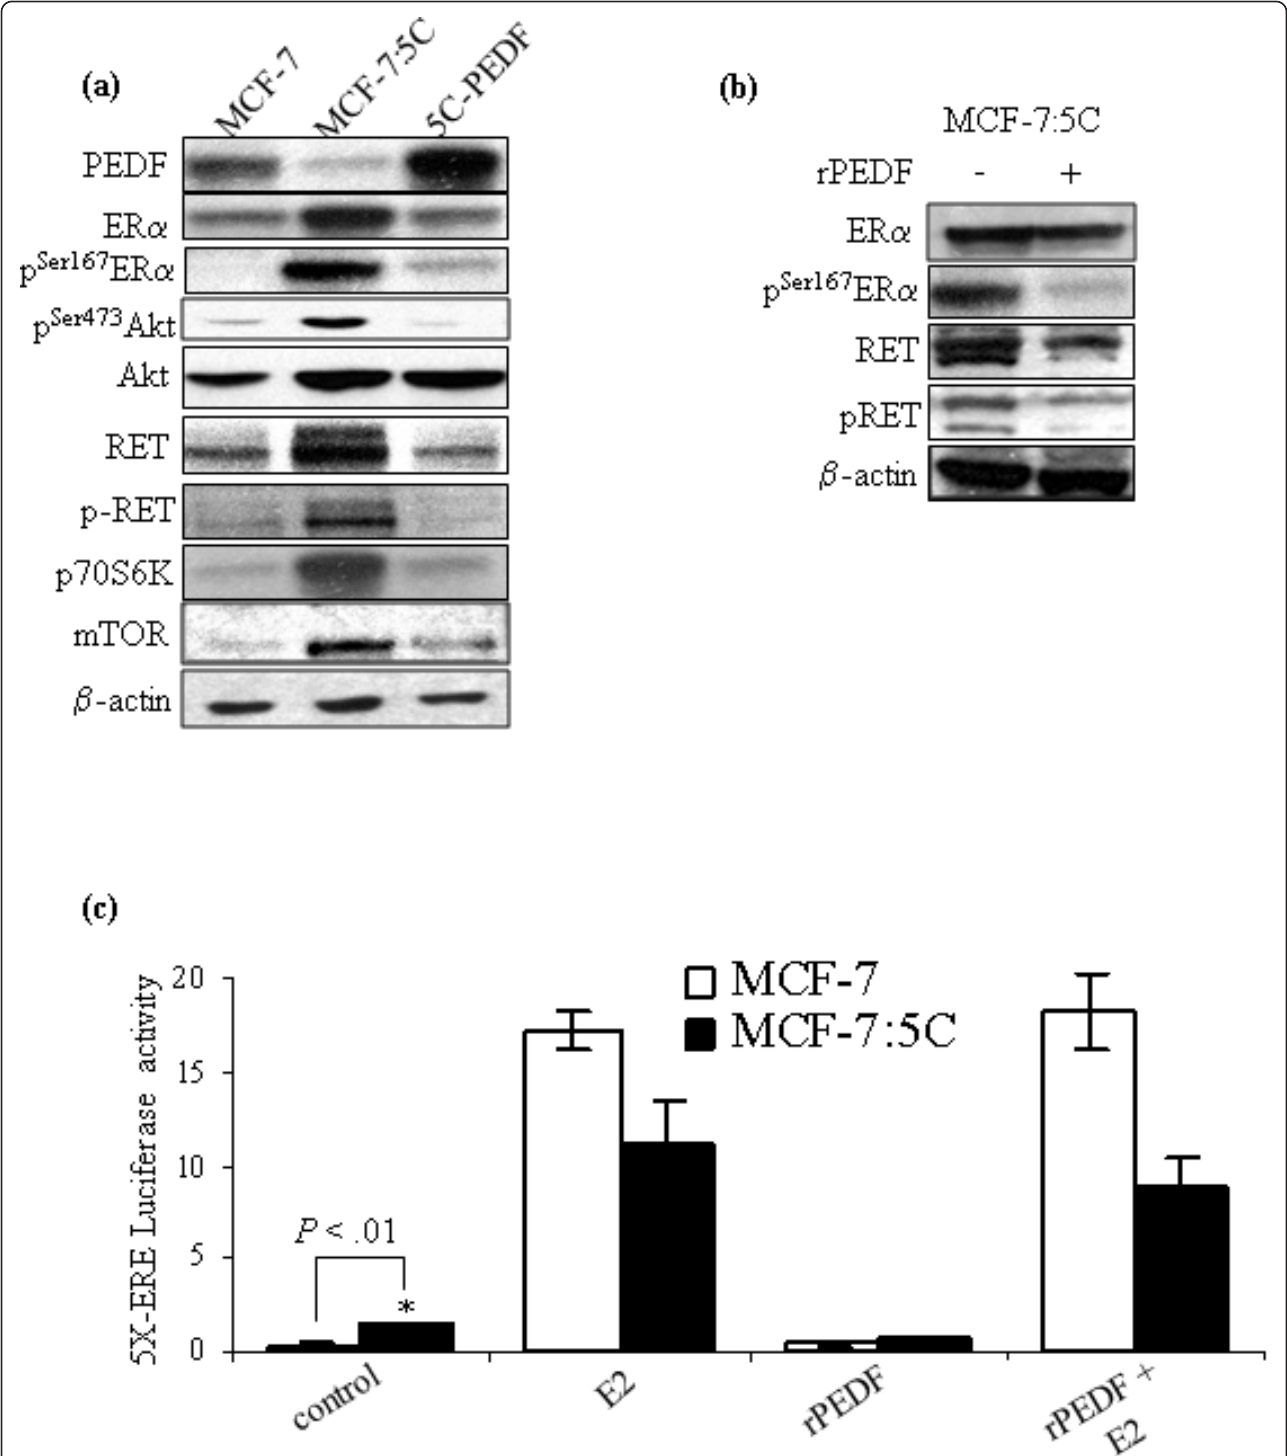 (a)
MCF-7
MCF-7:5C
5C-PEDF
PEDF
ERα
pSer167ERα
pSer473Akt
Akt
RET
p-RET
p70S6K
mTOR
β-actin
(b)
MCF-7:5C
rPEDF - +
ERα
pSer167ERα
RET
pRET
β-actin
(c)
5X-ERE Luciferase activity
20
15
10
5
0
MCF-7
MCF-7:5C
P < .01
*
control
E2
rPEDF
rPEDF +
E2